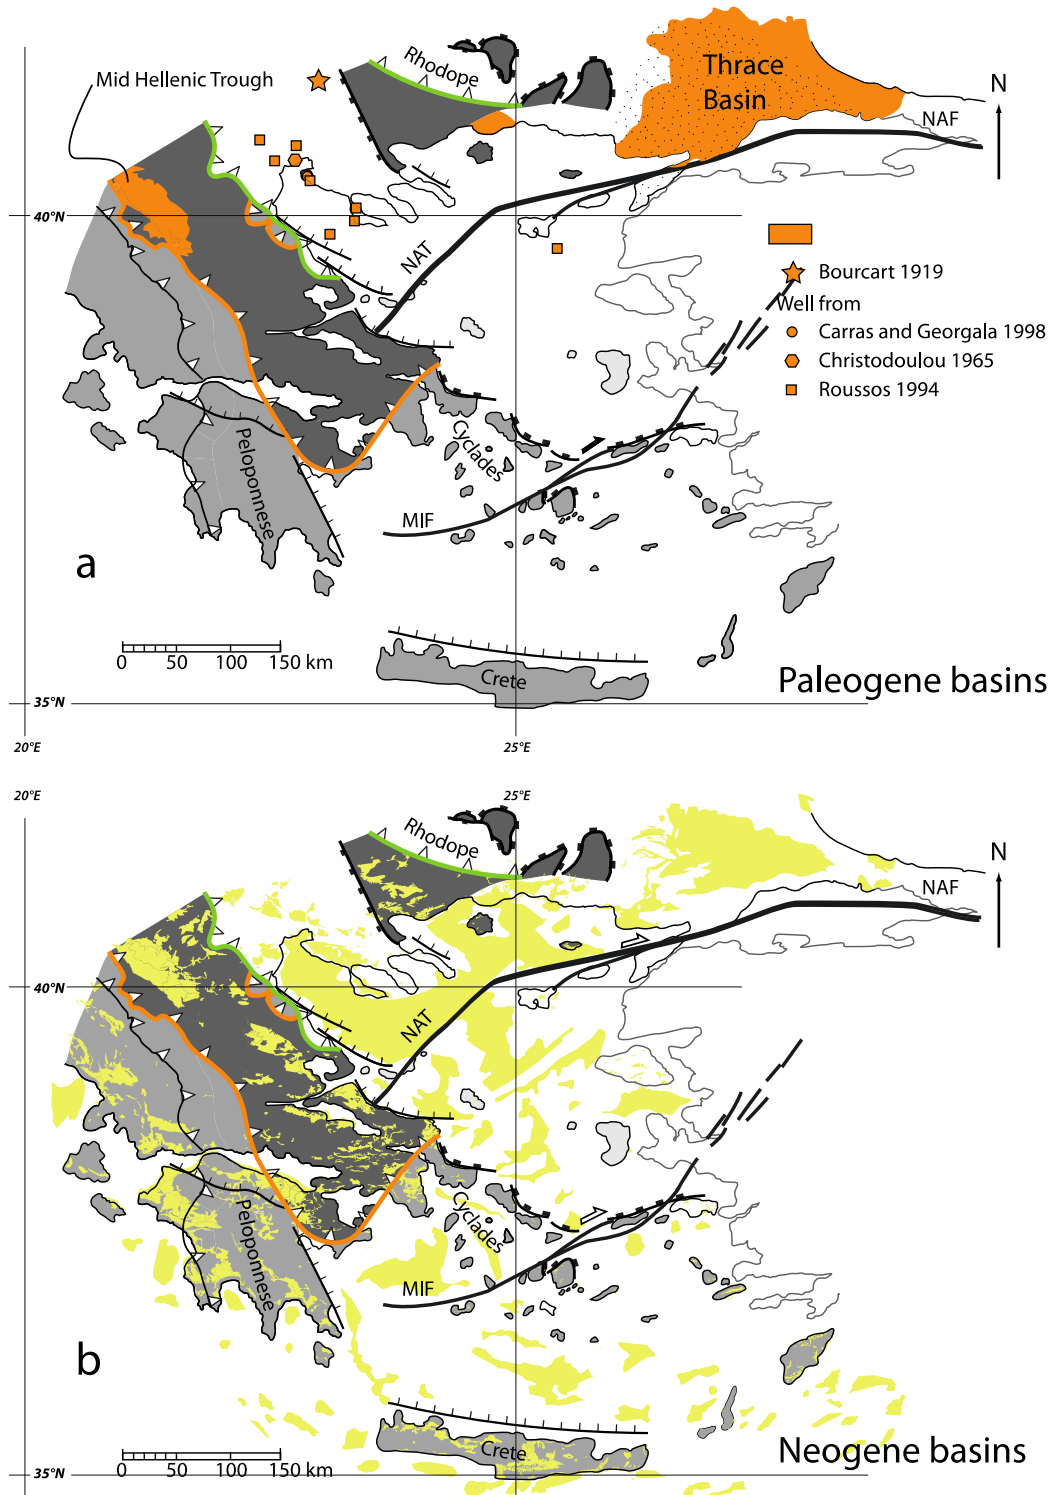 Mid Hellenic Trough
Rhodope
Thrace
Basin
N
NAF
40°N
NAT
Bourcart 1919
Well from
Carras and Georgala 1998
Christodoulou 1965
Roussos 1994
Peloponnese
Cyclades
MIF
a
0 50 100 150 km
Crete
Paleogene basins
35°N
20°E 25°E
20°E 25°E
Rhodope
N
NAF
40°N
NAT
Peloponnese
Cyclades
MIF
b
0 50 100 150 km
Crete
Neogene basins
35°N